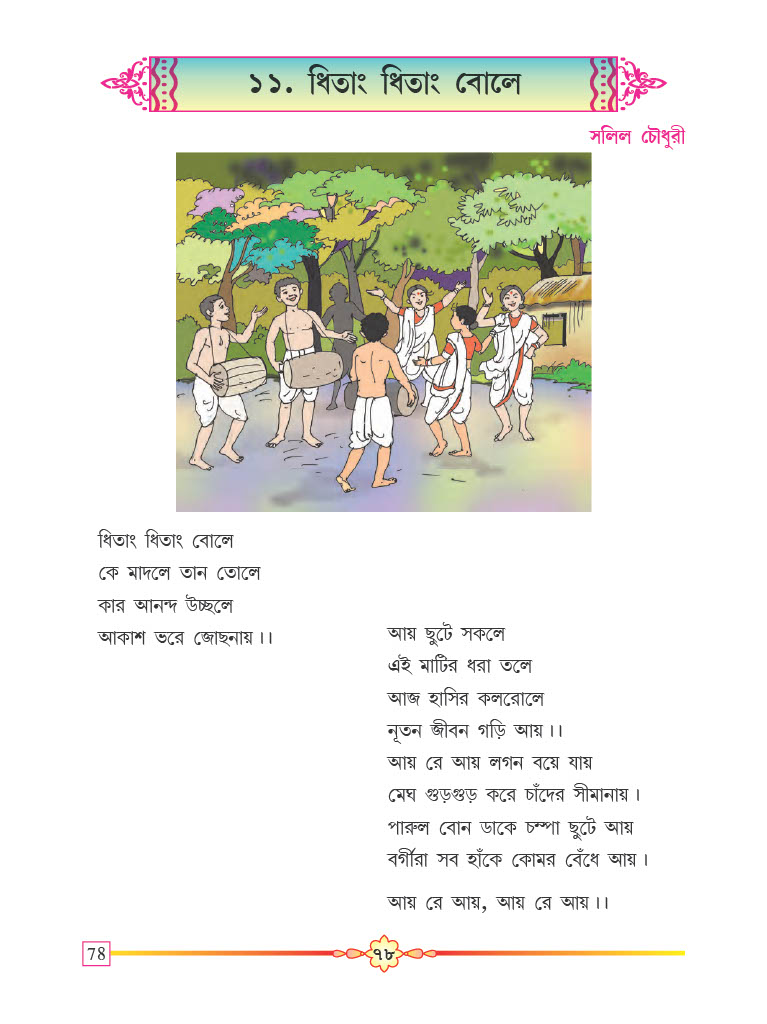 ১১. ধিতাং ধিতাং বোলে
সলিল চৌধুরী
ধিতাং ধিতাং বোলে
কে মাদলে তান তোলে
কার আনন্দ উচ্ছলে
আকাশ ভরে জোছনায়।।
আয় ছুটে সকলে
এই মাটির ধরা তলে
আজ হাসির কলরোলে
নূতন জীবন গড়ি আয়।।
আয় রে আয় লগন বয়ে যায়
মেঘ গুড়গুড় করে চাঁদের সীমানায়।
পারুল বোন ডাকে চম্পা ছুটে আয়
বর্গীরা সব হাঁকে কোমর বেঁধে আয়।
আয় রে আয়, আয় রে আয়।।
78
৭৮